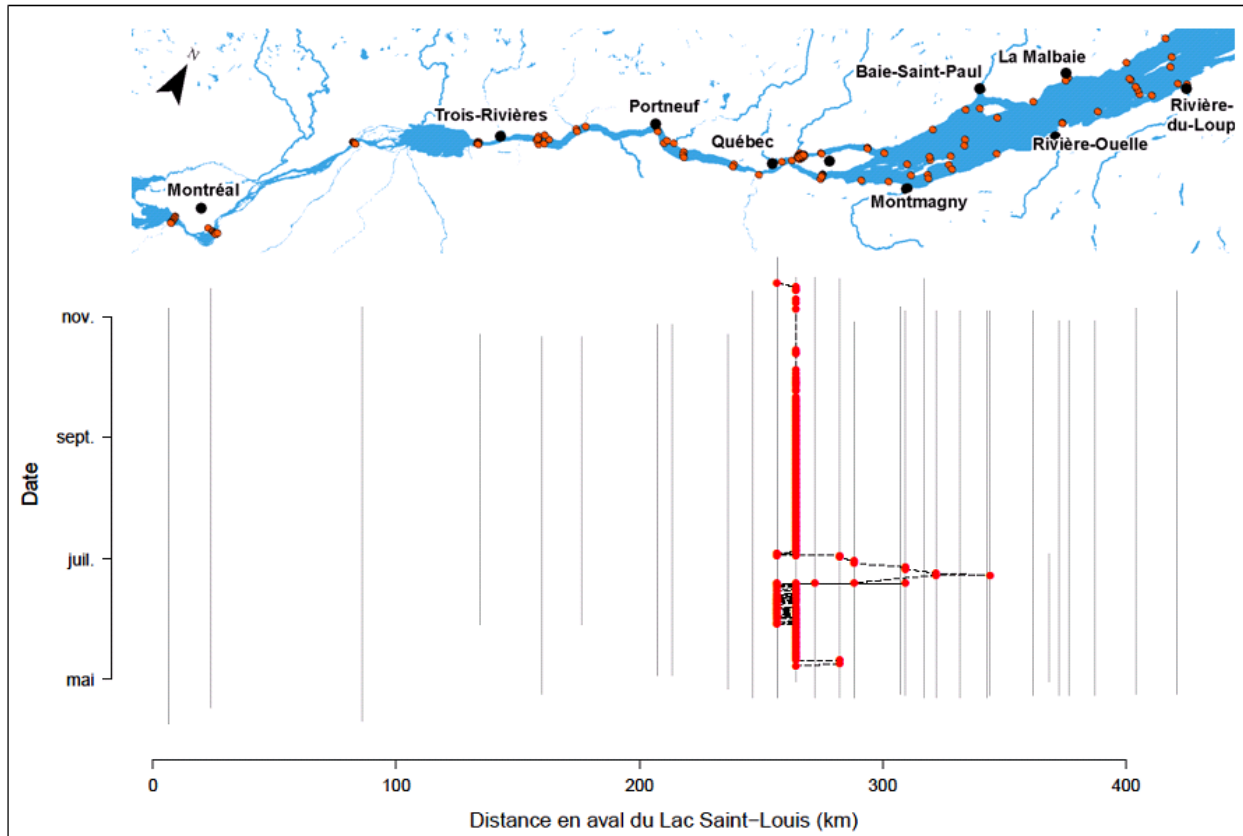 N
La Malbaie
Baie-Saint-Paul
Portneuf
Trois-Rivières
Rivière-
du-Loup
Québec
Rivière-Ouelle
Montréal
Montmagny
nov.
sept.
juil.
mai
Date
0 100 200 300 400
Distance en aval du Lac Saint−Louis (km)